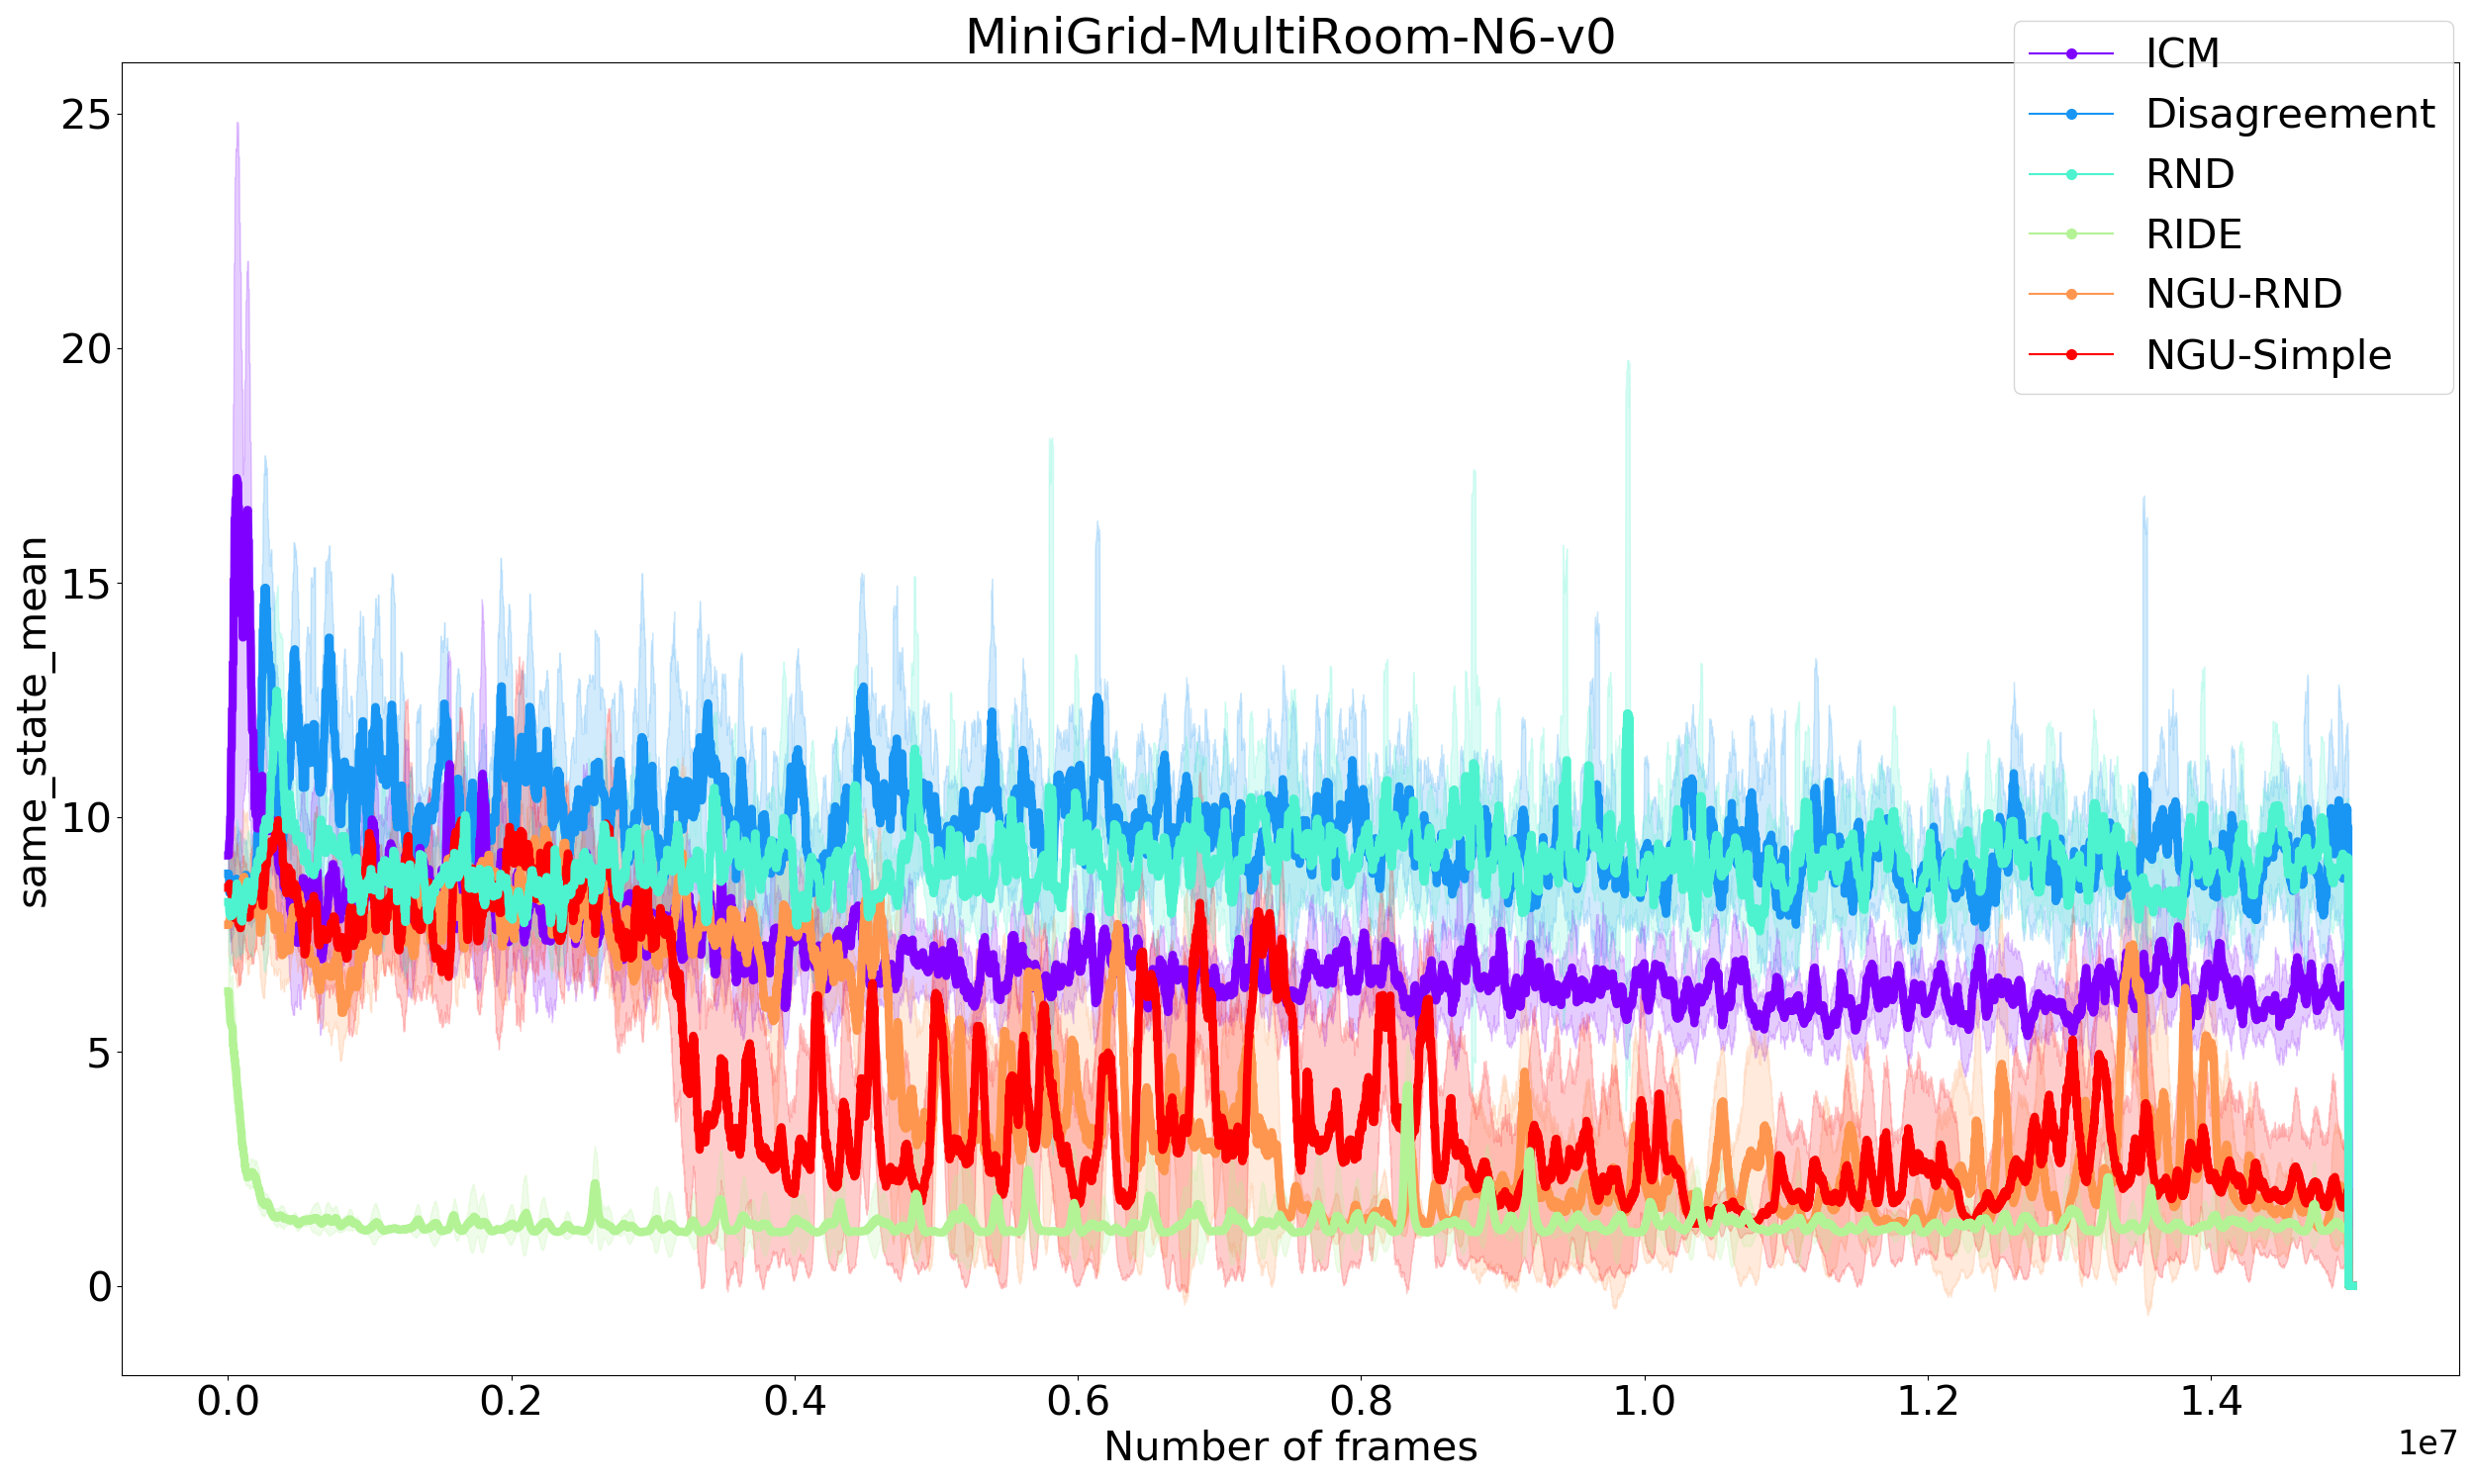 MiniGrid-MultiRoom-N6-v0
ICM
Disagreement
RND
RIDE
NGU-RND
NGU-Simple
same_state_mean
25
20
15
10
5
0
0.0 0.2 0.4 0.6 0.8 1.0 1.2 1.4
1e7
Number of frames